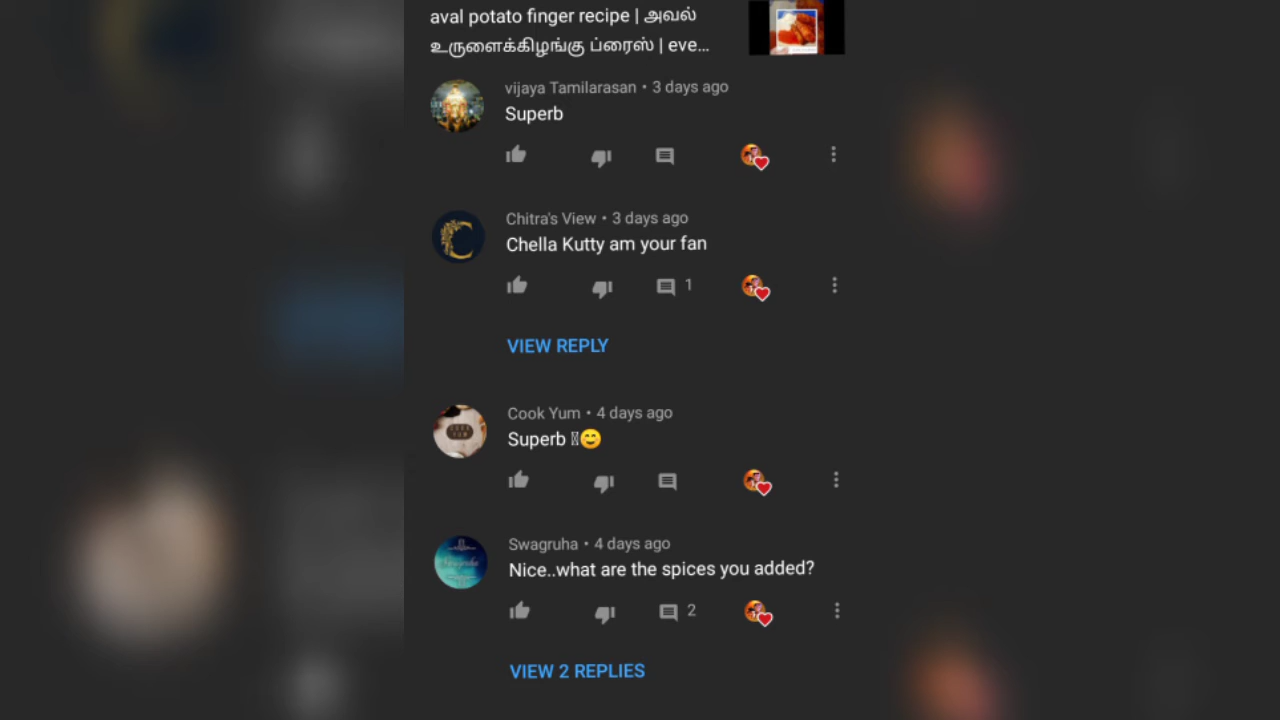 aval potato finger recipe | அவல்
உருளைக்கிழங்கு ப்ரைஸ் | eve...
vijaya Tamilarasan • 3 days ago
Superb
Chitra's View • 3 days ago
Chella Kutty am your fan
1
VIEW REPLY
Cook Yum • 4 days ago
Superb 😊
Swagruha • 4 days ago
Nice..what are the spices you added?
2
VIEW 2 REPLIES